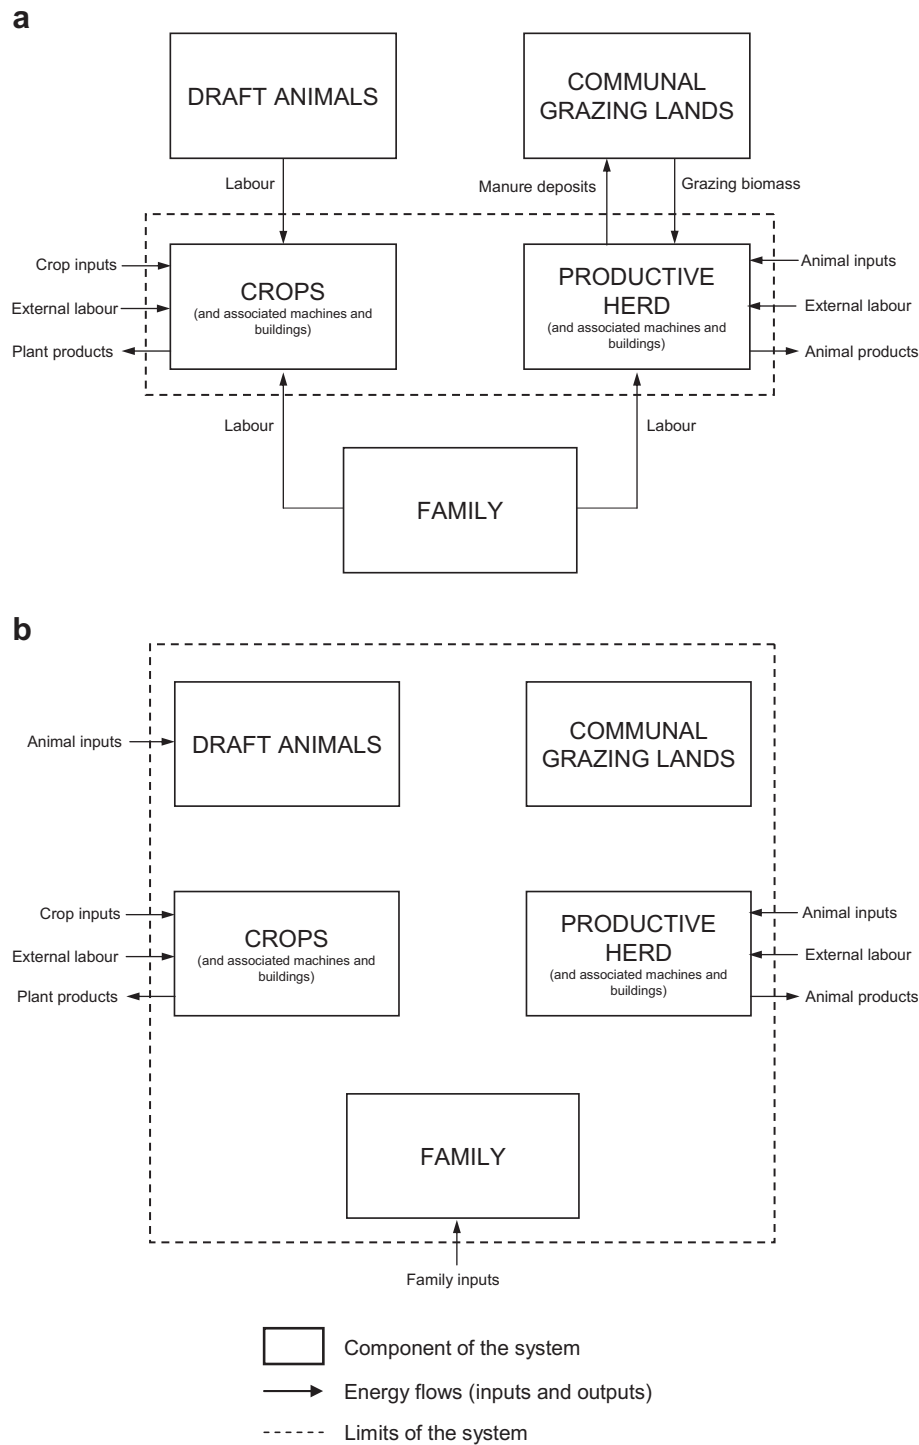 a
DRAFT ANIMALS
COMMUNAL
GRAZING LANDS
Labour
Manure deposits
Grazing biomass
Crop inputs
External labour
Plant products
CROPS
(and associated machines and
buildings)
PRODUCTIVE
HERD
(and associated machines and
buildings)
Animal inputs
External labour
Animal products
Labour
Labour
FAMILY
b
Animal inputs
DRAFT ANIMALS
COMMUNAL
GRAZING LANDS
Crop inputs
External labour
Plant products
CROPS
(and associated machines and
buildings)
PRODUCTIVE
HERD
(and associated machines and
buildings)
Animal inputs
External labour
Animal products
FAMILY
Family inputs
Component of the system
Energy flows (inputs and outputs)
Limits of the system